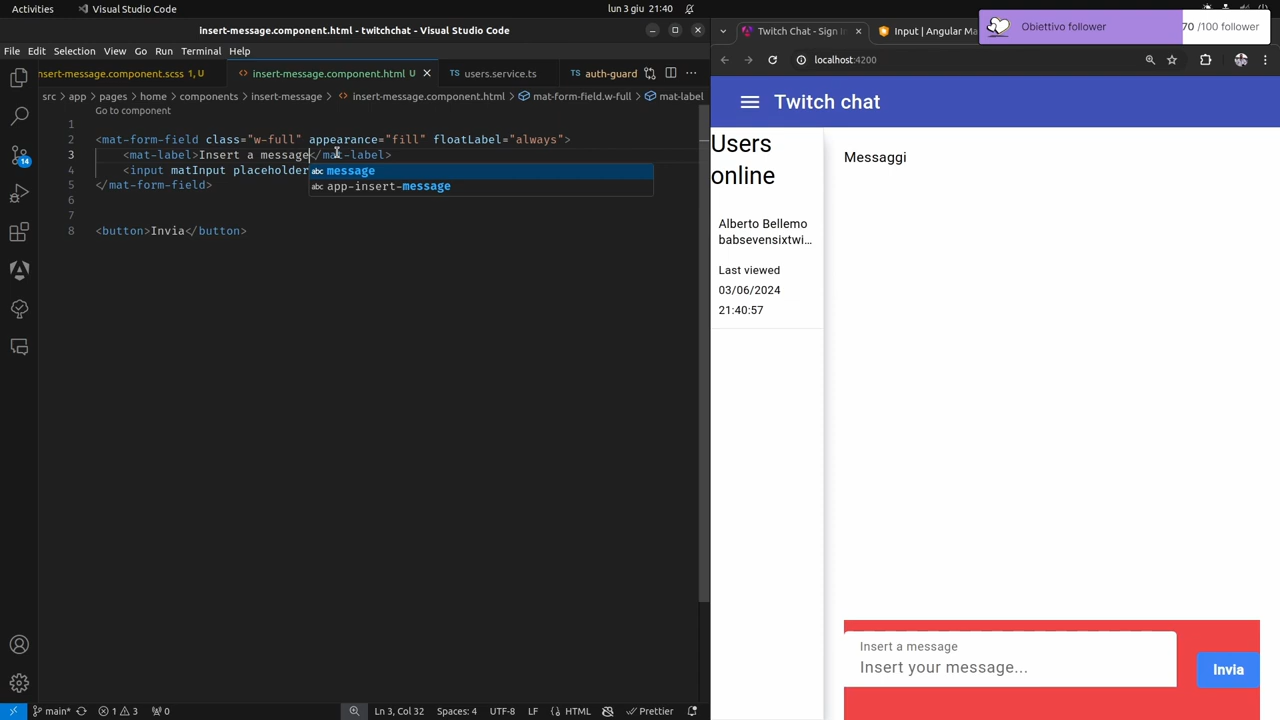 Activities
Visual Studio Code
lun 3 giu 21:40
insert-message.component.html - twitchchat - Visual Studio Code
File Edit Selection View Go Run Terminal Help
insert-message.component.scss 1, U
insert-message.component.html U
users.service.ts
auth-guard
src > app > pages > home > components > insert-message > insert-message.component.html > mat-form-field.w-full > mat-label
Go to component
1
2 <mat-form-field class="w-full" appearance="fill" floatLabel="always">
3 <mat-label>Insert a message</mat-label>
4 <input matInput placeholder
5 </mat-form-field>
6
7
8 <button>Invia</button>
abc message
abc app-insert-message
14
main* 1 3 0
Ln 3, Col 32 Spaces: 4 UTF-8 LF HTML Prettier
Twitch Chat - Sign In
Input | Angular Ma
Obiettivo follower
70 /100 follower
localhost:4200
Twitch chat
Users
online
Alberto Bellemo
babsevensixtwi...
Last viewed
03/06/2024
21:40:57
Messaggi
Insert a message
Insert your message...
Invia